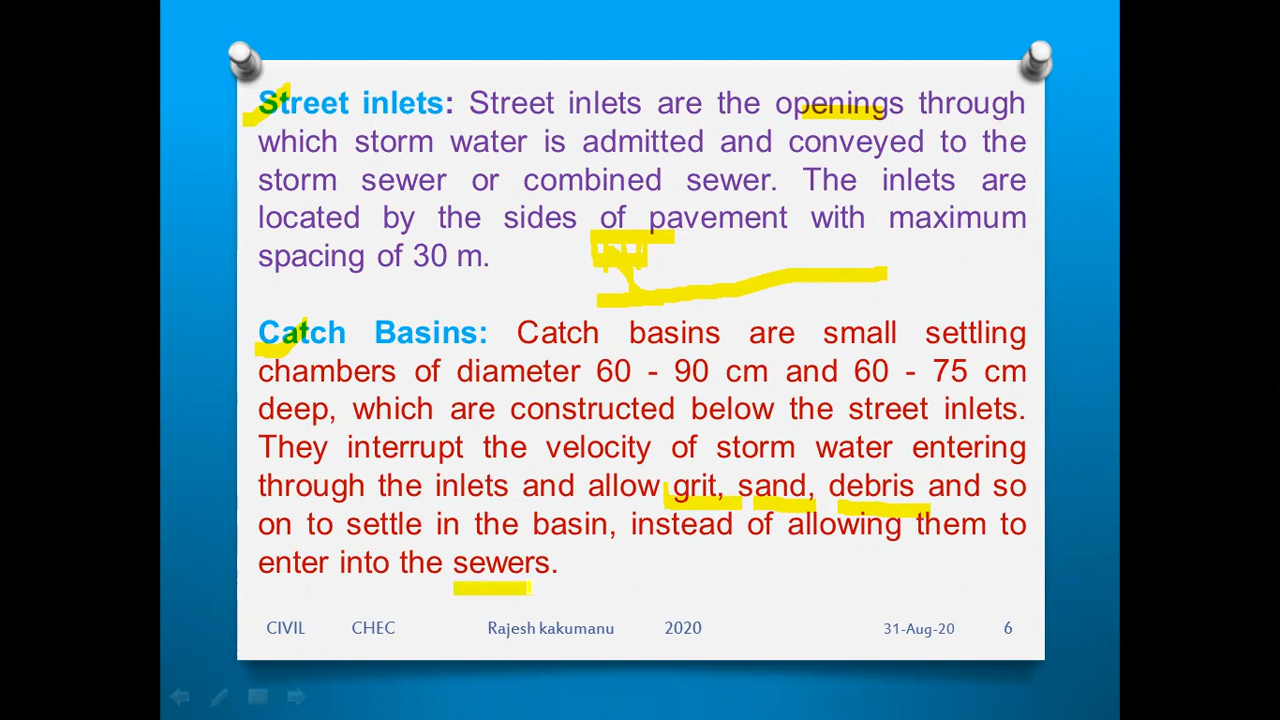 Street inlets: Street inlets are the openings through
which storm water is admitted and conveyed to the
storm sewer or combined sewer. The inlets are
located by the sides of pavement with maximum
spacing of 30 m.
Catch Basins: Catch basins are small settling
chambers of diameter 60 - 90 cm and 60 - 75 cm
deep, which are constructed below the street inlets.
They interrupt the velocity of storm water entering
through the inlets and allow grit, sand, debris and so
on to settle in the basin, instead of allowing them to
enter into the sewers.
CIVIL CHEC Rajesh kakumanu 2020 31-Aug-20 6